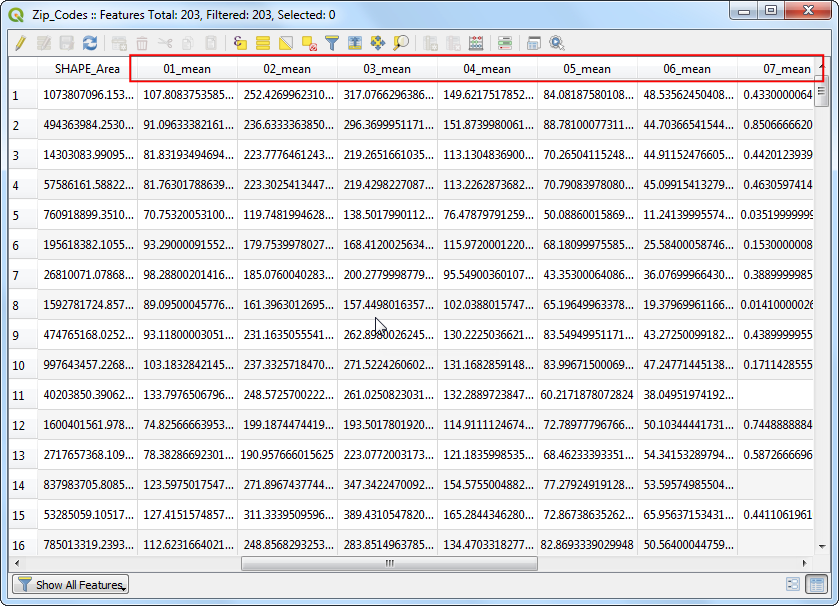 Zip_Codes :: Features Total: 203, Filtered: 203, Selected: 0
SHAPE_Area 01_mean 02_mean 03_mean 04_mean 05_mean 06_mean 07_mean
1 1073807096.153... 107.8083753585... 252.4269962310... 317.0766296386... 149.6217517852... 84.08187580108... 48.53562450408... 0.4330000064
2 494363984.2530... 91.09633382161... 236.6333363850... 296.3699951171... 151.8739980061... 88.78100077311... 44.70366541544... 0.8506666620
3 14303083.99095... 81.83193494694... 223.7776461243... 219.2651661035... 113.1304836900... 70.26504115248... 44.91152476605... 0.4420123939
4 57586161.58822... 81.76301788639... 223.3025413447... 219.4298227087... 113.2262873682... 70.79083978080... 45.09915413279... 0.4630597414
5 760918899.3510... 70.75320053100... 119.7481994628... 138.5017990112... 76.47879791259... 50.08860015869... 11.24139995574... 0.03519999999
6 195618382.1055... 93.29000091552... 179.7539978027... 168.4120025634... 115.9720001220... 68.18099975585... 25.58400058746... 0.1530000008
7 26810071.07868... 98.28800201416... 185.0760040283... 200.2779998779... 95.54900360107... 43.35300064086... 36.07699966430... 0.3889999985
8 1592781724.857... 89.09500045776... 161.3963012695... 157.4498016357... 102.0388015747... 65.19649963378... 19.37969961166... 0.01410000026
9 474765168.0252... 93.11800003051... 231.1635055541... 262.8980026245... 130.2225036621... 83.54949951171... 43.27250099182... 0.4389999955
10 997643457.2268... 103.1832842145... 237.3325718470... 271.5224260602... 131.1682859148... 83.99671500069... 47.24771445138... 0.1711428555
11 40203850.39062... 133.7976506796... 248.5725700222... 261.0250823031... 132.2889723847... 60.2171878072824 38.04951974192...
12 1600401561.978... 74.82566663953... 199.1874474419... 193.5017801920... 114.9111124674... 72.78977796766... 50.10344441731... 0.7448888884
13 2717657368.109... 78.38286692301... 190.957666015625 223.0772003173... 121.1835998535... 68.46233393351... 54.34153289794... 0.5872666696
14 837983705.8085... 123.5975017547... 271.8967437744... 347.3422470092... 154.5755004882... 77.27924919128... 53.59574985504...
15 53285059.10517... 127.4151574857... 311.3339509596... 389.4310547820... 165.2844346280... 72.86738635262... 65.95637153431... 0.4411061961
16 785013319.2393... 112.6231664021... 248.8568293253... 283.8514963785... 134.4703318277... 82.8693339029948 50.56400044759...
Show All Features